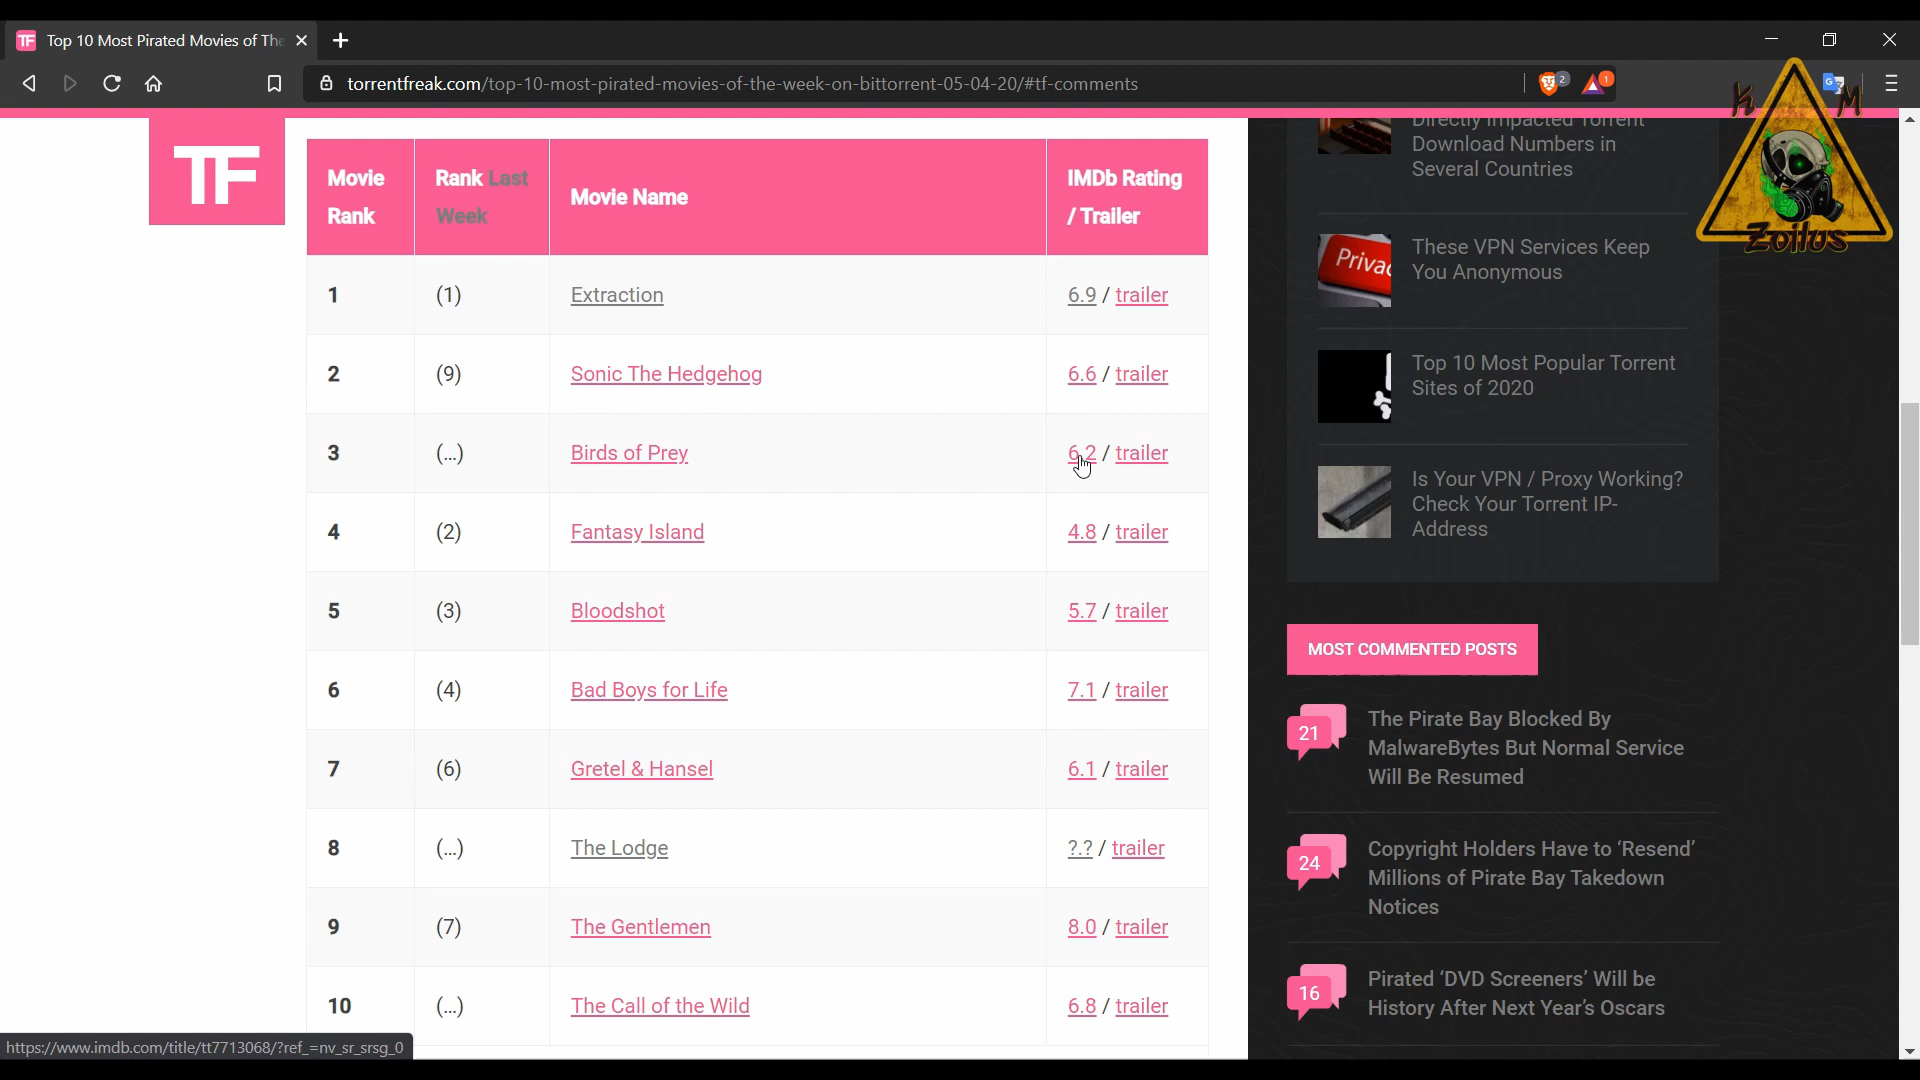 TF Top 10 Most Pirated Movies of The
torrentfreak.com/top-10-most-pirated-movies-of-the-week-on-bittorrent-05-04-20/#tf-comments
2
1
K M
Zoilus
TF
Movie Rank
Rank Last Week
Movie Name
IMDb Rating / Trailer
1 (1) Extraction 6.9 / trailer
2 (9) Sonic The Hedgehog 6.6 / trailer
3 (...) Birds of Prey 6.2 / trailer
4 (2) Fantasy Island 4.8 / trailer
5 (3) Bloodshot 5.7 / trailer
6 (4) Bad Boys for Life 7.1 / trailer
7 (6) Gretel & Hansel 6.1 / trailer
8 (...) The Lodge ?.? / trailer
9 (7) The Gentlemen 8.0 / trailer
10 (...) The Call of the Wild 6.8 / trailer
Directly Impacted Torrent
Download Numbers in
Several Countries
These VPN Services Keep
You Anonymous
Top 10 Most Popular Torrent
Sites of 2020
Is Your VPN / Proxy Working?
Check Your Torrent IP-
Address
MOST COMMENTED POSTS
21
The Pirate Bay Blocked By
MalwareBytes But Normal Service
Will Be Resumed
24
Copyright Holders Have to ‘Resend’
Millions of Pirate Bay Takedown
Notices
16
Pirated ‘DVD Screeners’ Will be
History After Next Year’s Oscars
https://www.imdb.com/title/tt7713068/?ref_=nv_sr_srsg_0